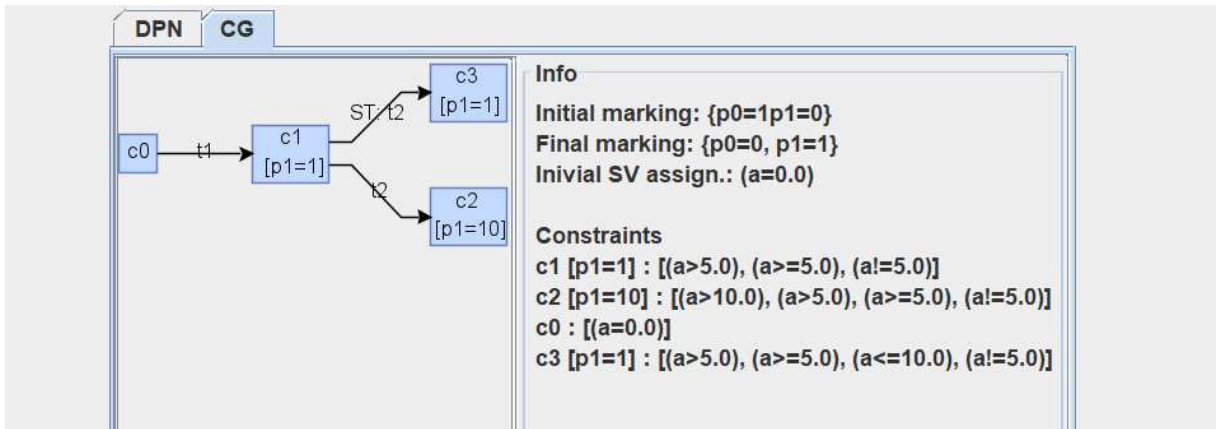 DPN CG
c3
[p1=1]
ST: t2
c0
t1
c1
[p1=1]
t2
c2
[p1=10]
Info
Initial marking: {p0=1p1=0}
Final marking: {p0=0, p1=1}
Inivial SV assign.: (a=0.0)
Constraints
c1 [p1=1] : [(a>5.0), (a>=5.0), (a!=5.0)]
c2 [p1=10] : [(a>10.0), (a>5.0), (a>=5.0), (a!=5.0)]
c0 : [(a=0.0)]
c3 [p1=1] : [(a>5.0), (a>=5.0), (a<=10.0), (a!=5.0)]